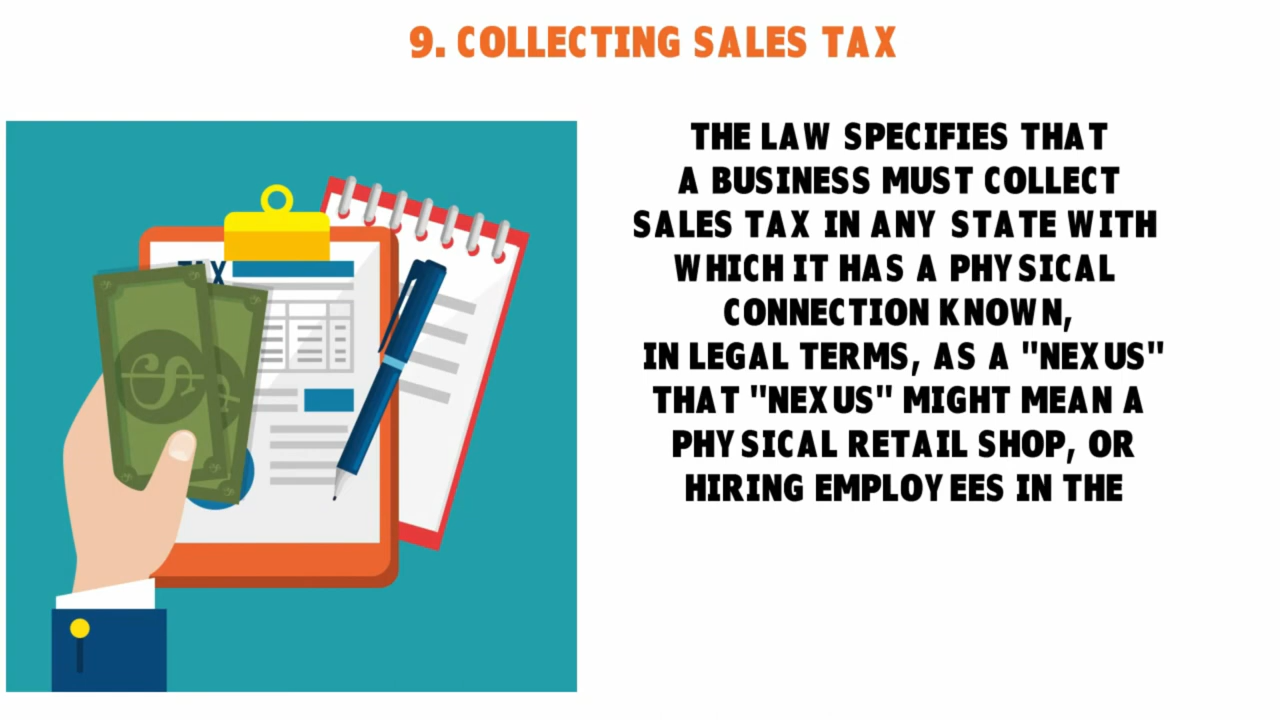 9. COLLECTING SALES TAX
THE LAW SPECIFIES THAT
A BUSINESS MUST COLLECT
SALES TAX IN ANY STATE WITH
WHICH IT HAS A PHYSICAL
CONNECTION KNOWN,
IN LEGAL TERMS, AS A "NEXUS"
THAT "NEXUS" MIGHT MEAN A
PHYSICAL RETAIL SHOP, OR
HIRING EMPLOYEES IN THE
TAX